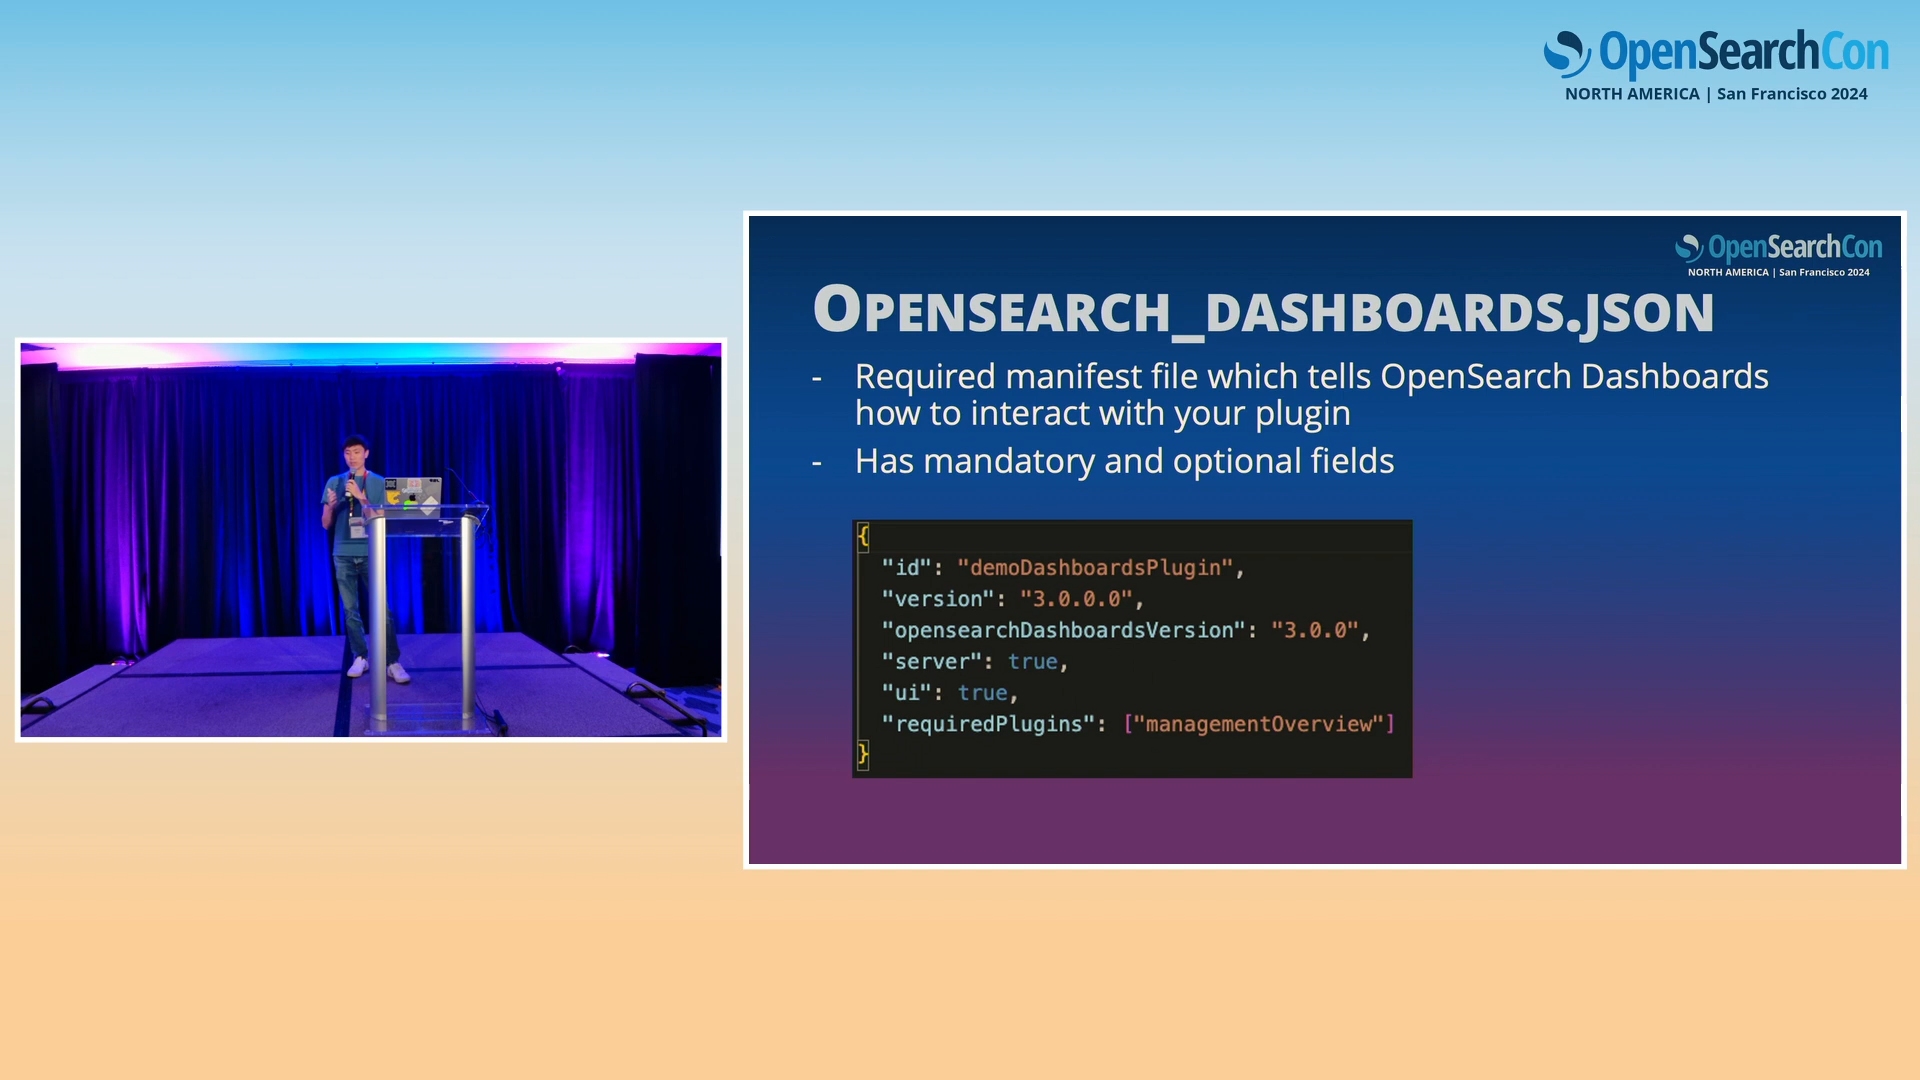 OpenSearchCon
NORTH AMERICA | San Francisco 2024
OpenSearchCon
NORTH AMERICA | San Francisco 2024
OPENSEARCH_DASHBOARDS.JSON
- Required manifest file which tells OpenSearch Dashboards
how to interact with your plugin
- Has mandatory and optional fields
{
"id": "demoDashboardsPlugin",
"version": "3.0.0.0",
"opensearchDashboardsVersion": "3.0.0",
"server": true,
"ui": true,
"requiredPlugins": ["managementOverview"]
}